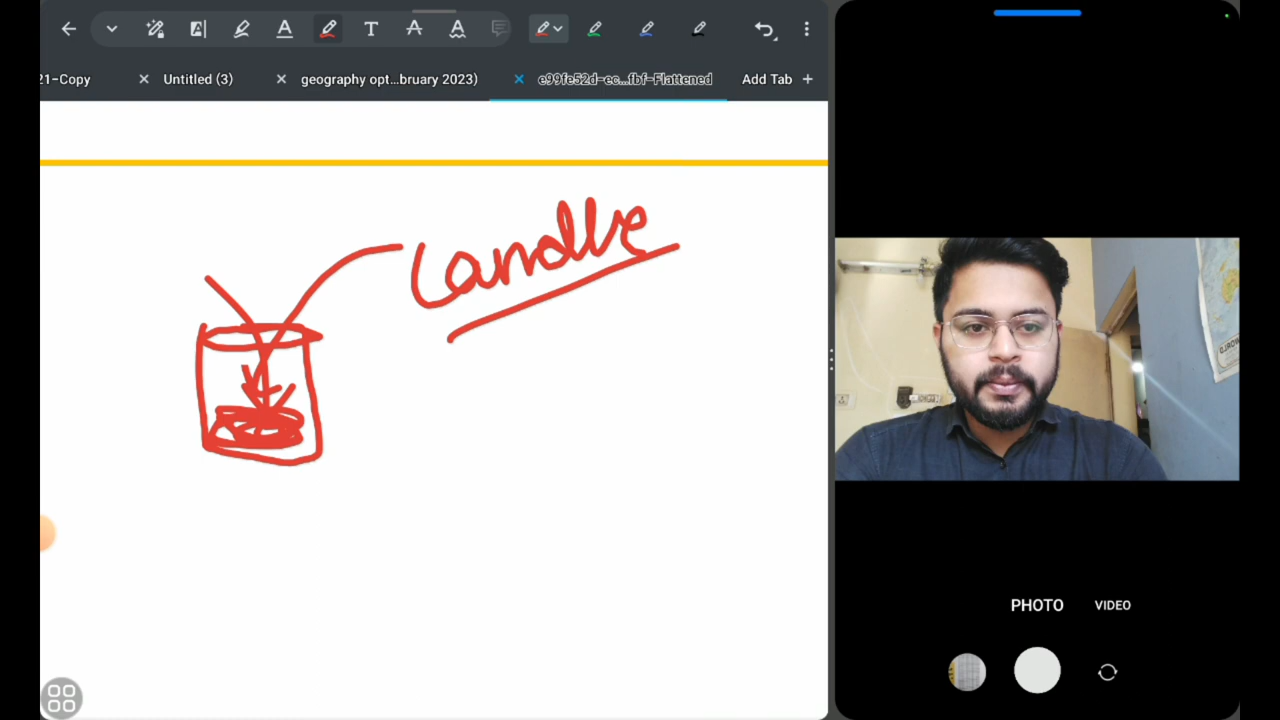 21-Copy
Untitled (3)
geography opt...bruary 2023)
e99fe52d-ec...fbf-Flattened
Add Tab
Candle
PHOTO
VIDEO